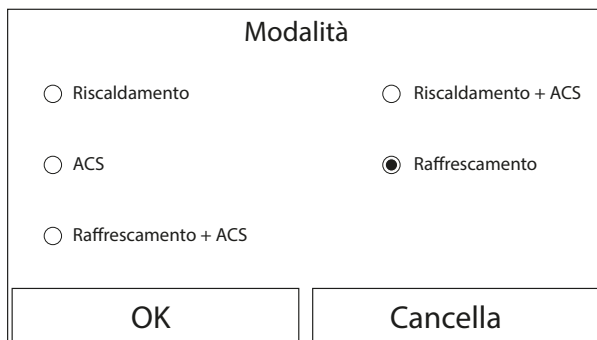 Modalità
Riscaldamento
Riscaldamento + ACS
ACS
Raffrescamento
Raffrescamento + ACS
OK
Cancella